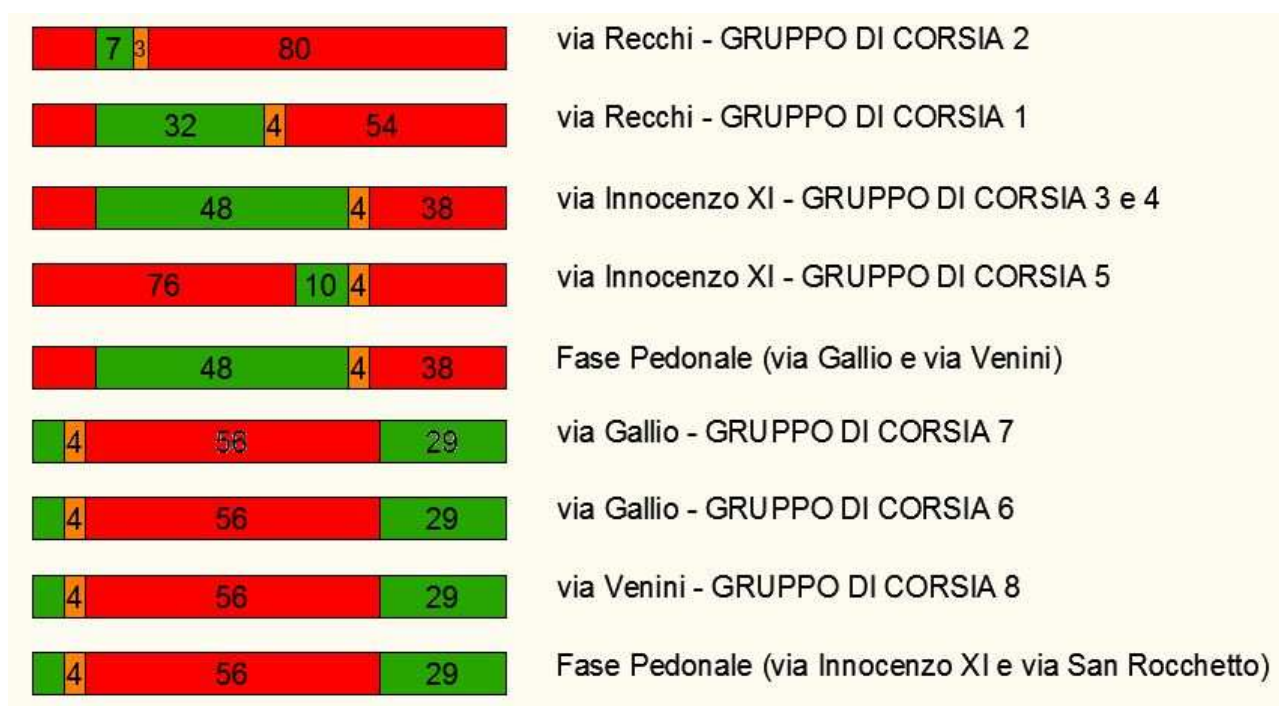 7 3 80 via Recchi - GRUPPO DI CORSIA 2
32 4 54 via Recchi - GRUPPO DI CORSIA 1
48 4 38 via Innocenzo XI - GRUPPO DI CORSIA 3 e 4
76 10 4 via Innocenzo XI - GRUPPO DI CORSIA 5
48 4 38 Fase Pedonale (via Gallio e via Venini)
4 56 29 via Gallio - GRUPPO DI CORSIA 7
4 56 29 via Gallio - GRUPPO DI CORSIA 6
4 56 29 via Venini - GRUPPO DI CORSIA 8
4 56 29 Fase Pedonale (via Innocenzo XI e via San Rocchetto)